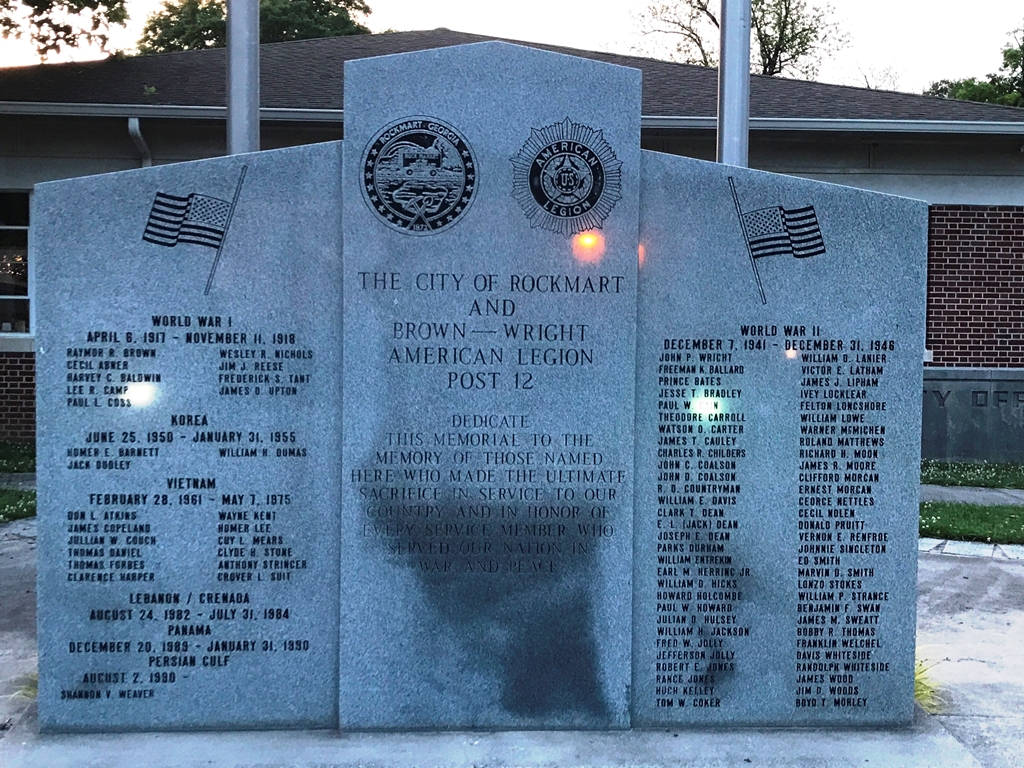 ROCKMART GEORGIA
1872
AMERICAN
US
LEGION
THE CITY OF ROCKMART
AND
BROWN—WRIGHT
AMERICAN LEGION
POST 12
DEDICATE
THIS MEMORIAL TO THE
MEMORY OF THOSE NAMED
HERE WHO MADE THE ULTIMATE
SACRIFICE IN SERVICE TO OUR
COUNTRY AND IN HONOR OF
EVERY SERVICE MEMBER WHO
SERVED OUR NATION IN
WAR AND PEACE
WORLD WAR I
APRIL 6, 1917 - NOVEMBER 11, 1918
RAYMOR R. BROWN
CECIL ABNER
HARVEY C. BALDWIN
LEE R. CAMP
PAUL L. COSS
WESLEY R. NICHOLS
JIM J. REESE
FREDERICK S. TANT
JAMES O. UPTON
KOREA
JUNE 25, 1950 - JANUARY 31, 1955
HOMER E. BARNETT
JACK DUDLEY
WILLIAM H. DUMAS
VIETNAM
FEBRUARY 28, 1961 - MAY 7, 1975
DON L. ATKINS
JAMES COPELAND
JULLIAN W. COUCH
THOMAS DANIEL
THOMAS FORBES
CLARENCE HARPER
WAYNE KENT
HOMER LEE
GUY L. MEARS
CLYDE H. STONE
ANTHONY STRINGER
GROVER L. SUIT
LEBANON / GRENADA
AUGUST 24, 1982 - JULY 31, 1984
PANAMA
DECEMBER 20, 1989 - JANUARY 31, 1990
PERSIAN GULF
AUGUST 2, 1990 -
SHANNON V. WEAVER
WORLD WAR II
DECEMBER 7, 1941 - DECEMBER 31, 1946
JOHN P. WRIGHT
FREEMAN K. BALLARD
PRINCE BATES
JESSE T. BRADLEY
PAUL W.
THEODORE CARROLL
WATSON O. CARTER
JAMES T. CAULEY
CHARLES R. CHILDERS
JOHN C. COALSON
JOHN D. COALSON
R. D. COUNTRYMAN
WILLIAM E. DAVIS
CLARK T. DEAN
E. L. (JACK) DEAN
JOSEPH E. DEAN
PARKS DURHAM
WILLIAM ENTREKIN
EARL M. HERRING JR.
WILLIAM D. HICKS
HOWARD HOLCOMBE
PAUL W. HOWARD
JULIAN D. HULSEY
WILLIAM H. JACKSON
FRED W. JOLLY
JEFFERSON JOLLY
ROBERT E. JONES
RANCE JONES
HUGH KELLEY
TOM W. COKER
WILLIAM G. LANIER
VICTOR E. LATHAM
JAMES J. LIPHAM
IVEY LOCKLEAR
FELTON LONGSHORE
WILLIAM LOWE
WARNER MCMICHEN
ROLAND MATTHEWS
RICHARD H. MOON
JAMES R. MOORE
CLIFFORD MORGAN
ERNEST MORGAN
GEORGE NETTLES
CECIL NOLEN
DONALD PRUITT
VERNON E. RENFROE
JOHNNIE SINGLETON
ED SMITH
MARVIN D. SMITH
LONZO STOKES
WILLIAM P. STRANGE
BENJAMIN F. SWAN
JAMES M. SWEATT
BOBBY R. THOMAS
FRANKLIN WELCHEL
DAVIS WHITESIDE
RANDOLPH WHITESIDE
JAMES WOOD
JIM D. WOODS
BOYD T. MOBLEY